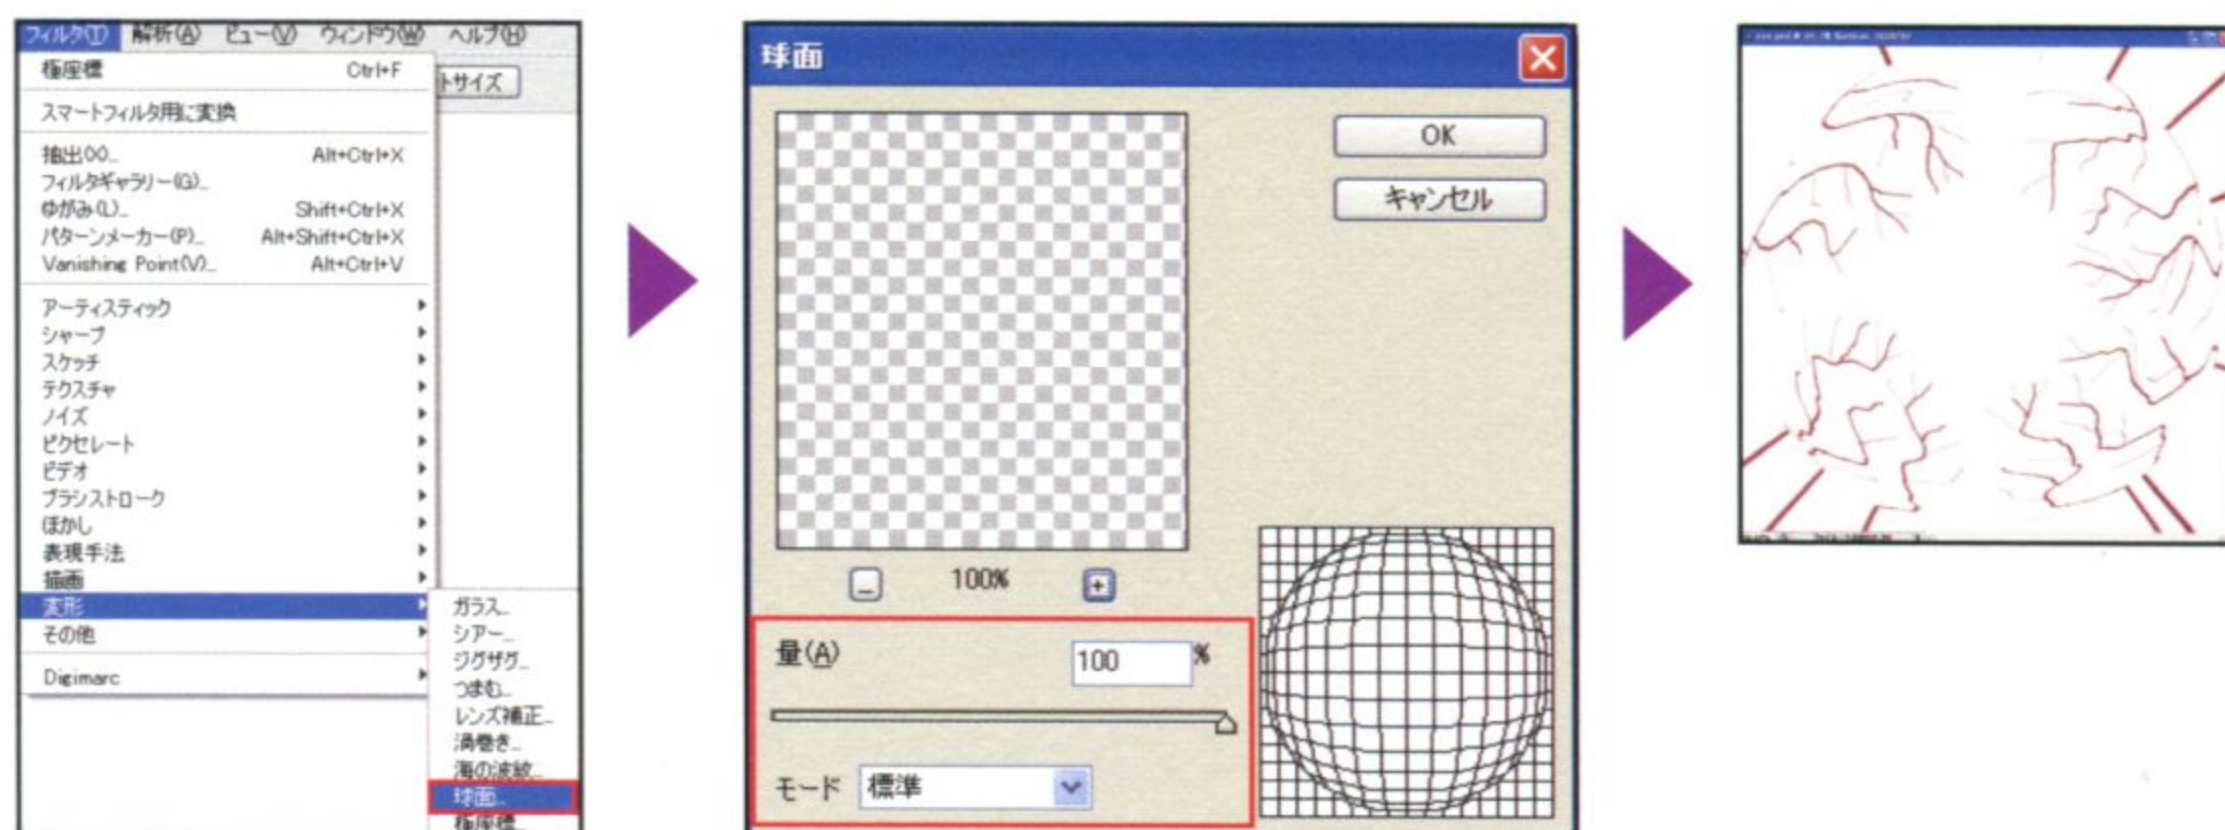 フィルタ(T) 解析(A) ビュー(V) ウィンドウ(W) ヘルプ(H)
極座標 Ctrl+F
トサイズ
スマートフィルタ用に変換
抽出(X)... Alt+Ctrl+X
フィルタギャラリー(G)...
ゆがみ(L)... Shift+Ctrl+X
パターンメーカー(P)... Alt+Shift+Ctrl+X
Vanishing Point(V)... Alt+Ctrl+V
アーティスティック
シャープ
スケッチ
テクスチャ
ノイズ
ピクセレート
ビデオ
ブラシストローク
ぼかし
表現手法
描画
変形
その他
Digimarc
ガラス...
シアー...
ジグザグ...
つまむ...
レンズ補正...
渦巻き...
海の波紋...
球面...
極座標...
球面
OK
キャンセル
100%
量(A) 100 %
モード 標準